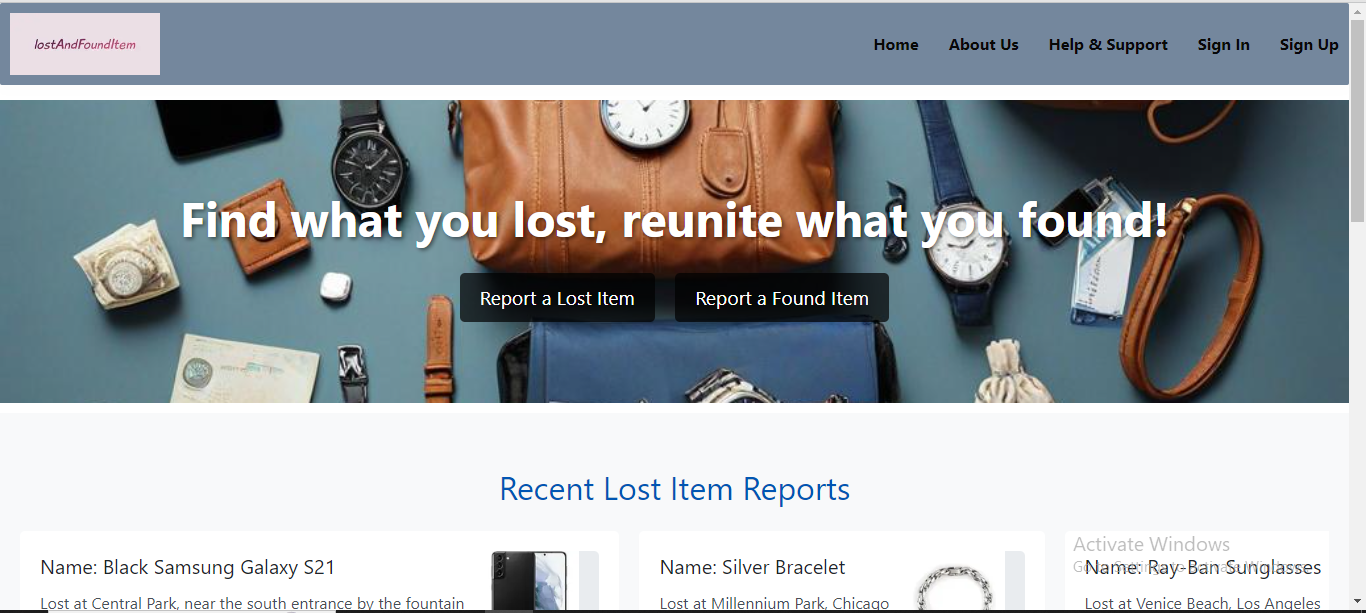 lostAndFoundItem
Home About Us Help & Support Sign In Sign Up
Find what you lost, reunite what you found!
Report a Lost Item Report a Found Item
Recent Lost Item Reports
Name: Black Samsung Galaxy S21
Lost at Central Park, near the south entrance by the fountain
Name: Silver Bracelet
Lost at Millennium Park, Chicago
Activate Windows
Go to Settings to activate Windows.
Name: Ray-Ban Sunglasses
Lost at Venice Beach, Los Angeles